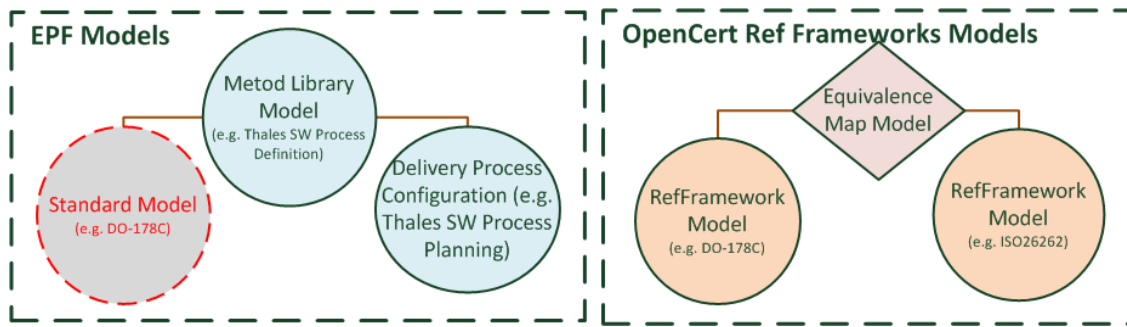 EPF Models
Metod Library
Model
(e.g. Thales SW Process
Definition)
Standard Model
(e.g. DO-178C)
Delivery Process
Configuration (e.g.
Thales SW Process
Planning)
OpenCert Ref Frameworks Models
Equivalence
Map Model
RefFramework
Model
(e.g. DO-178C)
RefFramework
Model
(e.g. ISO26262)